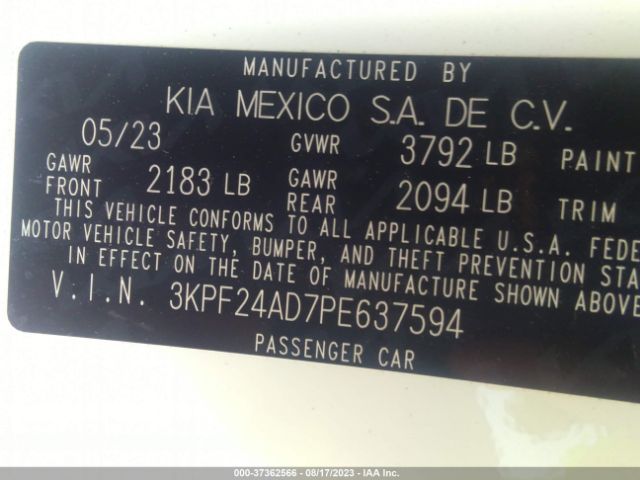 MANUFACTURED BY
KIA MEXICO S.A. DE C.V.
05/23 GVWR 3792 LB PAINT
GAWR FRONT 2183 LB GAWR REAR 2094 LB TRIM
THIS VEHICLE CONFORMS TO ALL APPLICABLE U.S.A. FEDE
MOTOR VEHICLE SAFETY, BUMPER, AND THEFT PREVENTION STA
IN EFFECT ON THE DATE OF MANUFACTURE SHOWN ABOVE
V.I.N. 3KPF24AD7PE637594
PASSENGER CAR
000-37362566 - 08/17/2023 - IAA Inc.